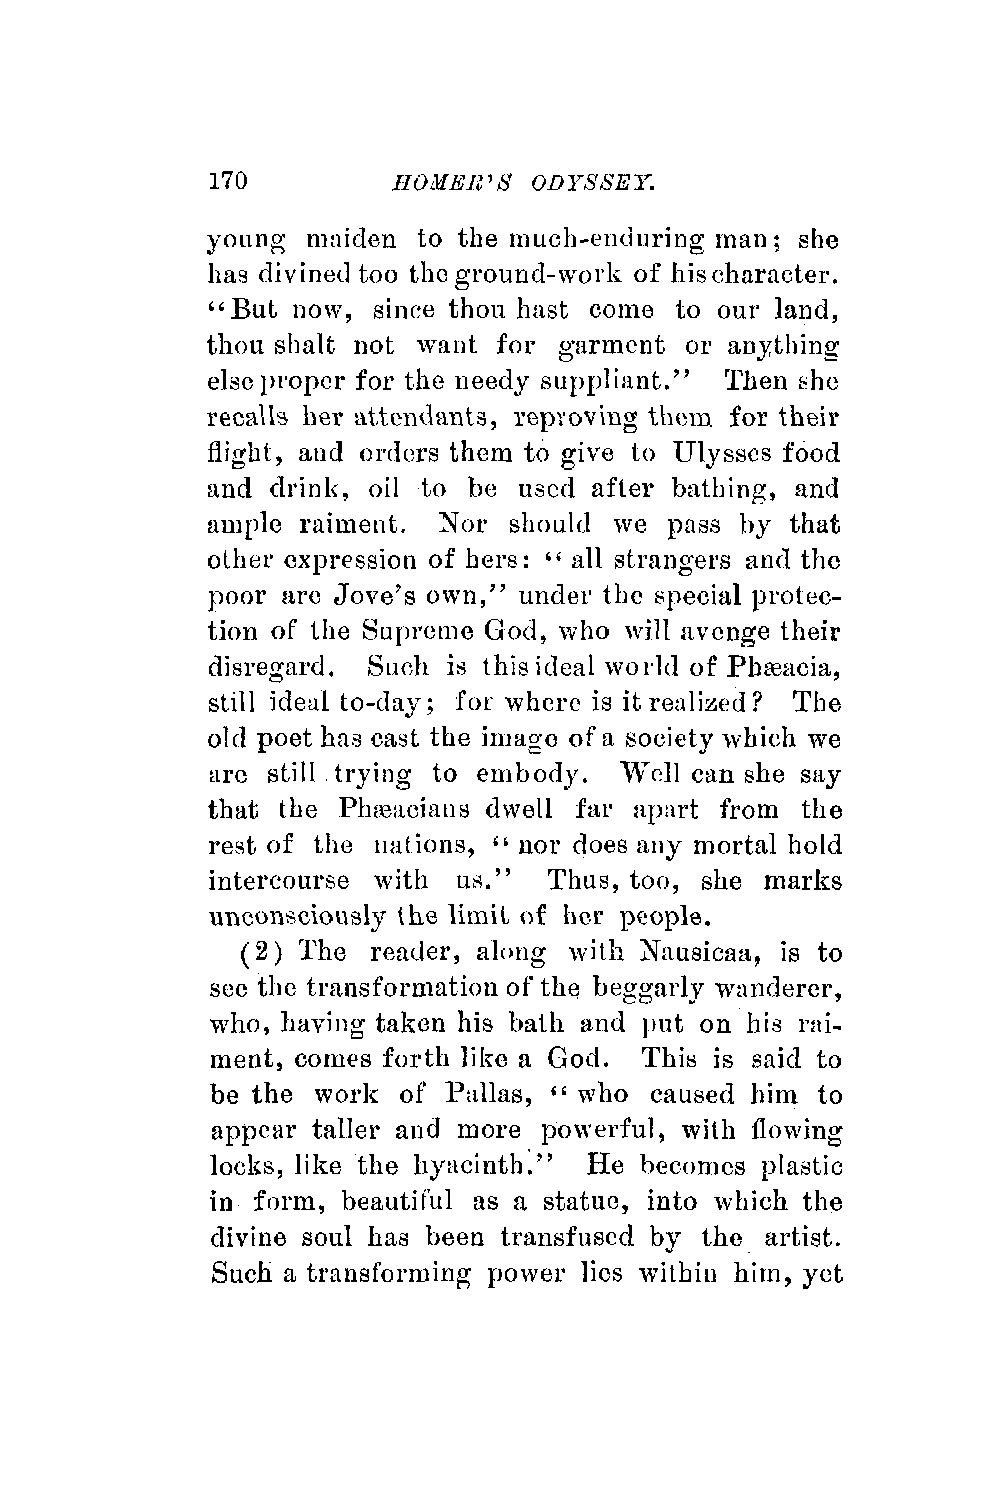 170 HOMER'S ODYSSEY.
young maiden to the much-enduring man; she
has divined too the ground-work of his character.
“But now, since thou hast come to our land,
thou shalt not want for garment or anything
else proper for the needy suppliant.” Then she
recalls her attendants, reproving them for their
flight, and orders them to give to Ulysses food
and drink, oil to be used after bathing, and
ample raiment. Nor should we pass by that
other expression of hers: “all strangers and the
poor are Jove's own,” under the special protec-
tion of the Supreme God, who will avenge their
disregard. Such is this ideal world of Phæacia,
still ideal to-day; for where is it realized? The
old poet has cast the image of a society which we
are still trying to embody. Well can she say
that the Phæacians dwell far apart from the
rest of the nations, “nor does any mortal hold
intercourse with us.” Thus, too, she marks
unconsciously the limit of her people.
(2) The reader, along with Nausicaa, is to
see the transformation of the beggarly wanderer,
who, having taken his bath and put on his rai-
ment, comes forth like a God. This is said to
be the work of Pallas, “who caused him to
appear taller and more powerful, with flowing
locks, like the hyacinth.” He becomes plastic
in form, beautiful as a statue, into which the
divine soul has been transfused by the artist.
Such a transforming power lies within him, yet